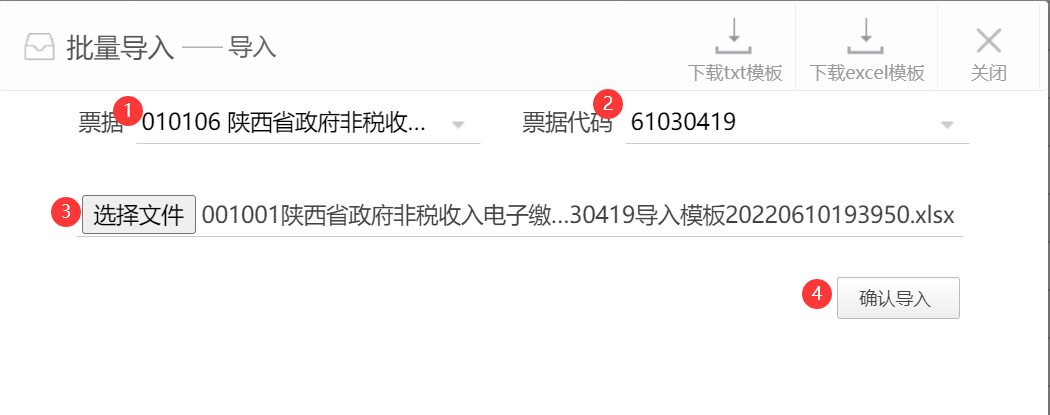 批量导入 —— 导入
下载txt模板 下载excel模板 关闭
票据 1 010106 陕西省政府非税收... 票据代码 2 61030419
3 选择文件 001001陕西省政府非税收入电子缴...30419导入模板20220610193950.xlsx
4 确认导入